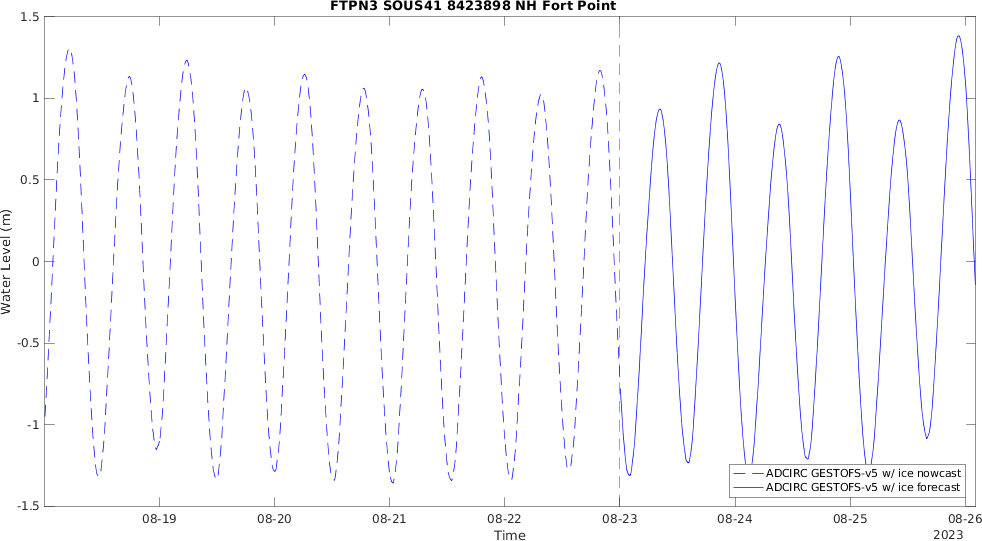 FTPN3 SOUS41 8423898 NH Fort Point
1.5
1
0.5
0
-0.5
-1
-1.5
Water Level (m)
ADCIRC GESTOFS-v5 w/ ice nowcast
ADCIRC GESTOFS-v5 w/ ice forecast
08-19 08-20 08-21 08-22 08-23 08-24 08-25 08-26
Time 2023